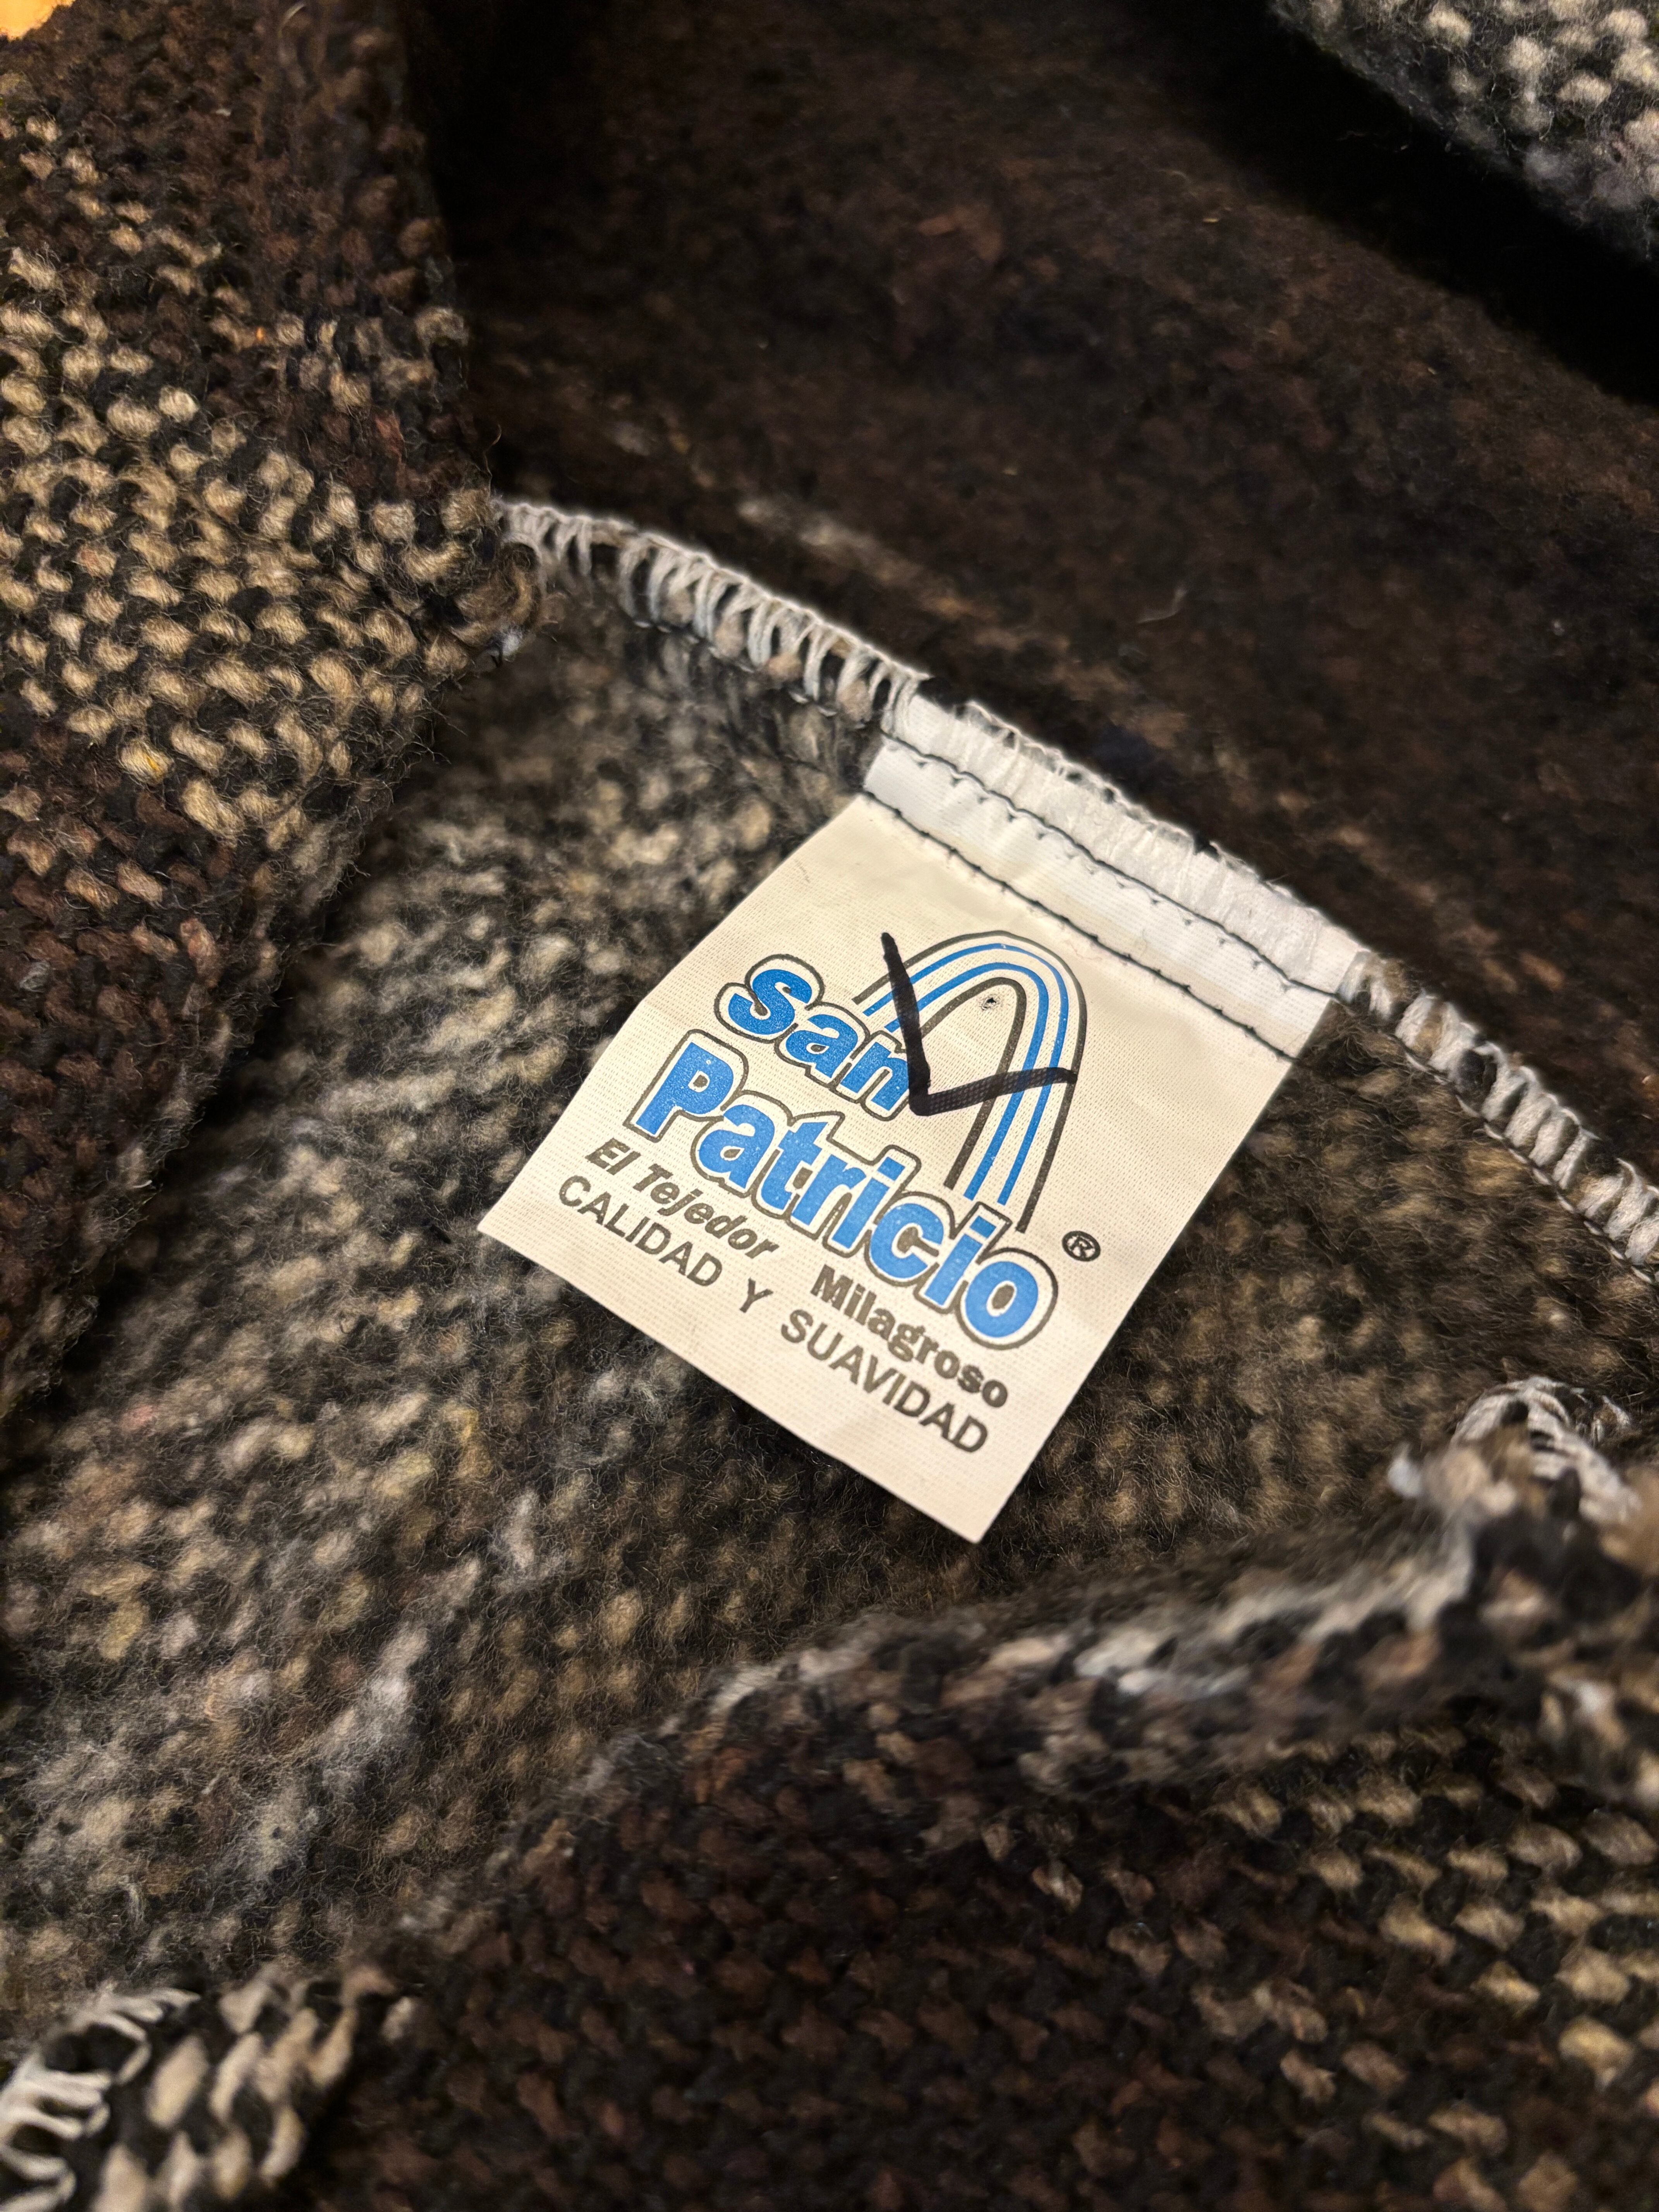 San
Patricio ®
El Tejedor Milagroso
CALIDAD Y SUAVIDAD
L